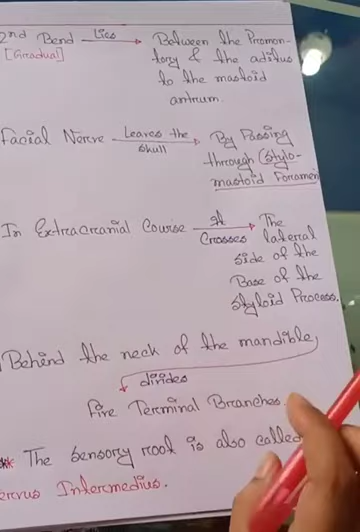 2nd Bend Lies Between the Promon-
[Gradual] tory & the aditus
to the mastoid
antrum.
Facial Nerve Leaves the skull By Passing
through (Stylo-
mastoid Foramen
In Extracranial Course It Crosses The
lateral
side of the
Base of the
Styloid Process.
Behind the neck of the mandible,
divides
five Terminal Branches.
** The sensory root is also called
Nervus Intermedius.